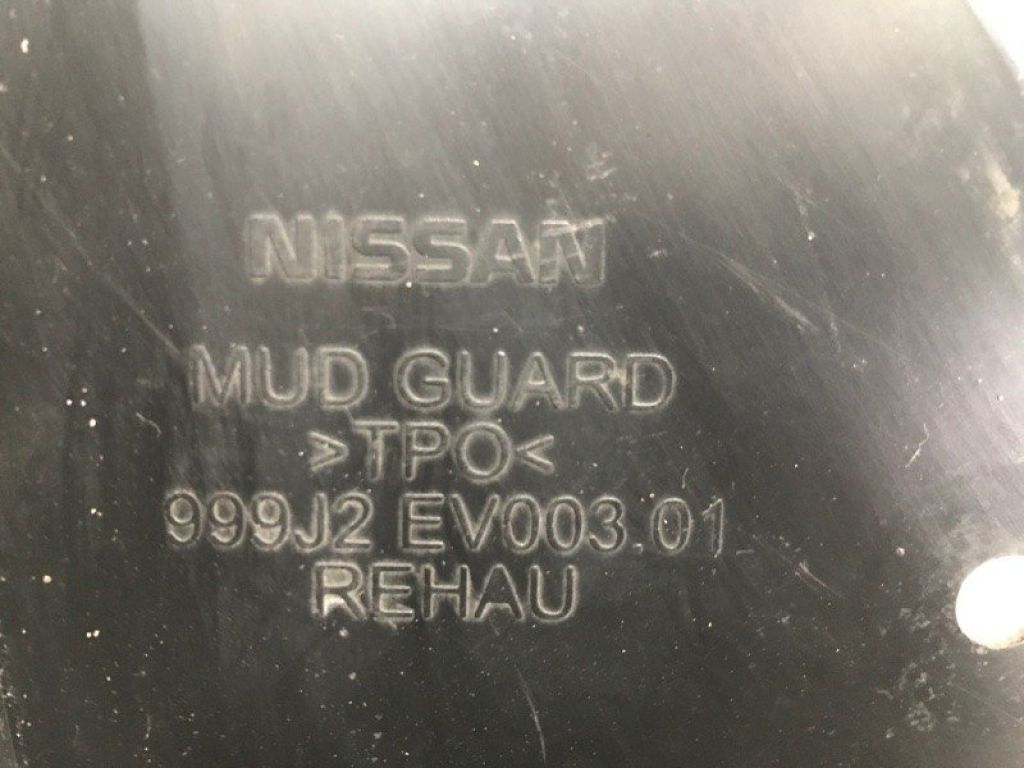 NISSAN
MUD GUARD
>TPO<
999J2 EV003.01
REHAU